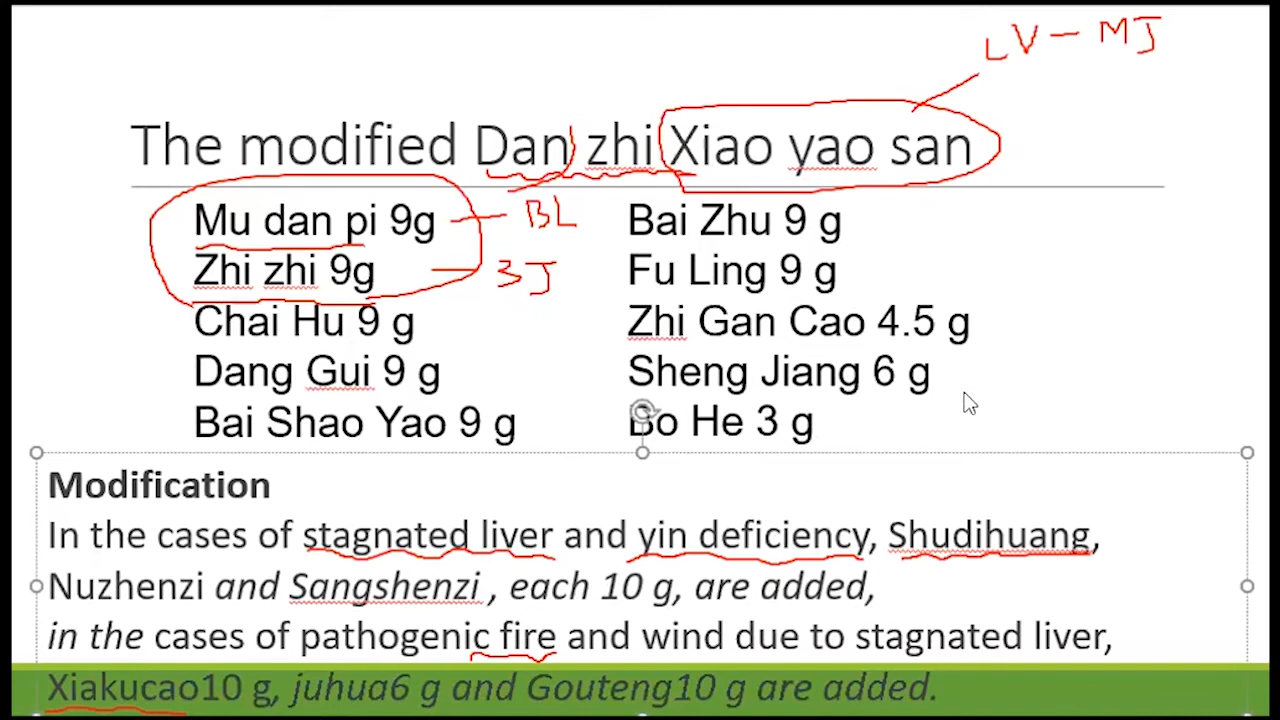 LV - MJ
The modified Dan zhi Xiao yao san
Mu dan pi 9g - BL
Zhi zhi 9g - 3J
Chai Hu 9 g
Dang Gui 9 g
Bai Shao Yao 9 g
Bai Zhu 9 g
Fu Ling 9 g
Zhi Gan Cao 4.5 g
Sheng Jiang 6 g
Bo He 3 g
Modification
In the cases of stagnated liver and yin deficiency, Shudihuang,
Nuzhenzi and Sangshenzi , each 10 g, are added,
in the cases of pathogenic fire and wind due to stagnated liver,
Xiakucao10 g, juhua6 g and Gouteng10 g are added.